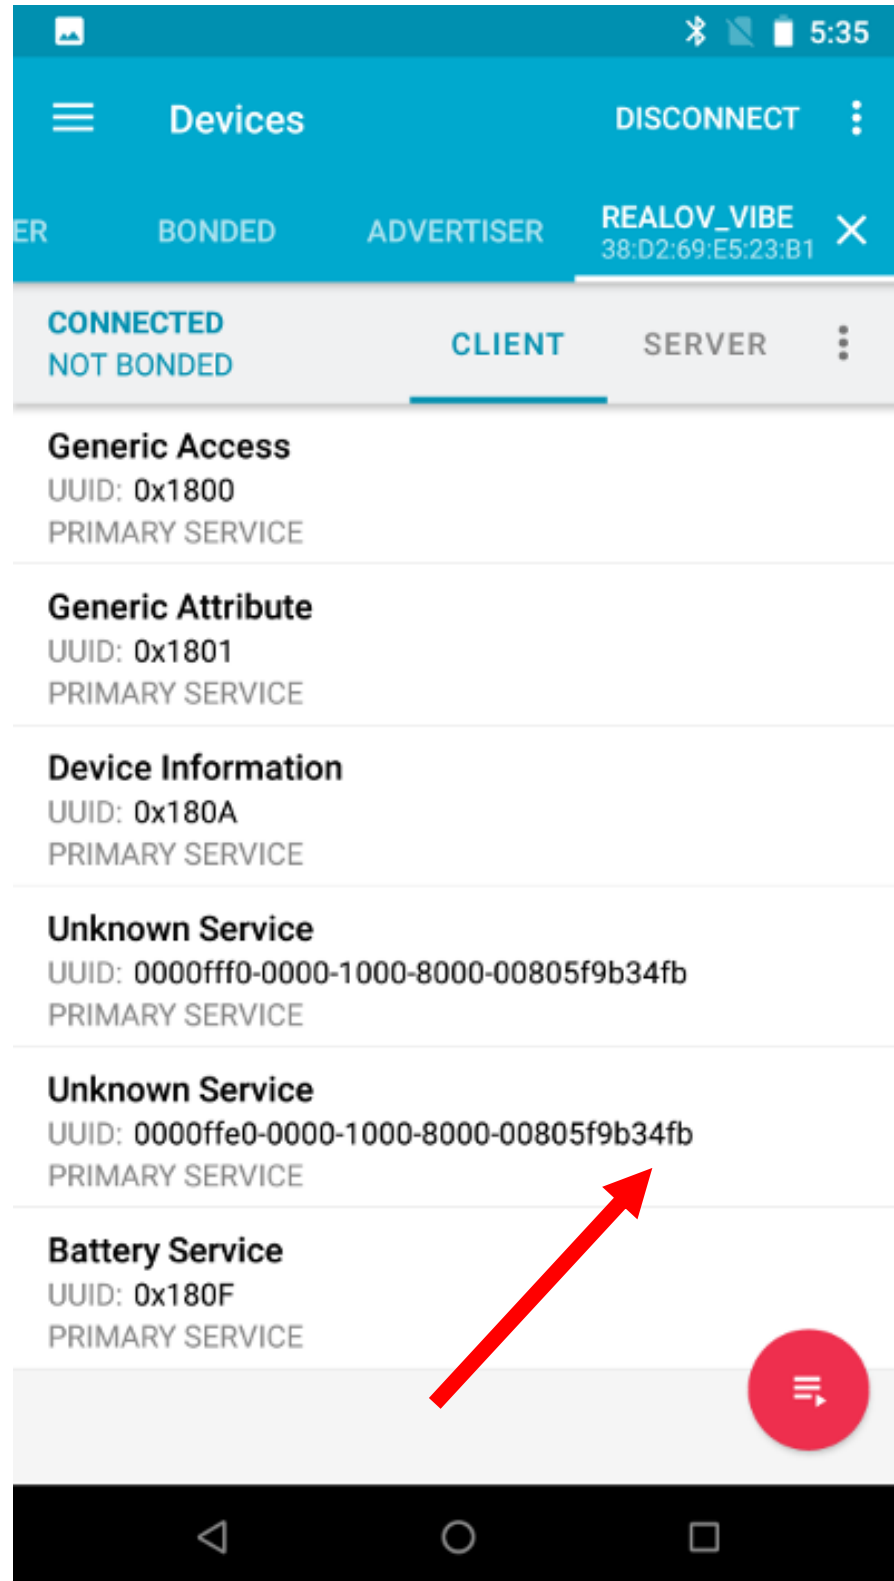 5:35
Devices
DISCONNECT
ER
BONDED
ADVERTISER
REALOV_VIBE
38:D2:69:E5:23:B1
CONNECTED
NOT BONDED
CLIENT
SERVER
Generic Access
UUID: 0x1800
PRIMARY SERVICE
Generic Attribute
UUID: 0x1801
PRIMARY SERVICE
Device Information
UUID: 0x180A
PRIMARY SERVICE
Unknown Service
UUID: 0000fff0-0000-1000-8000-00805f9b34fb
PRIMARY SERVICE
Unknown Service
UUID: 0000ffe0-0000-1000-8000-00805f9b34fb
PRIMARY SERVICE
Battery Service
UUID: 0x180F
PRIMARY SERVICE